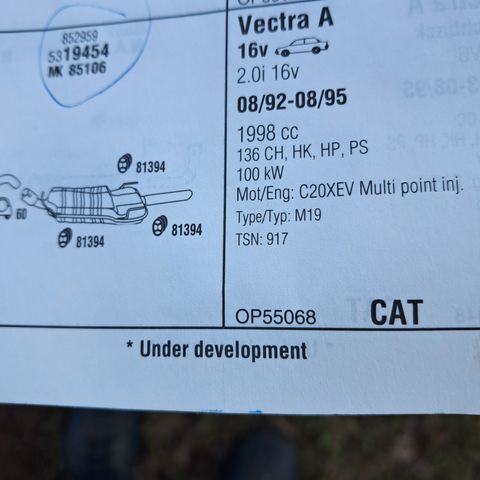 852959
5319454
MK 85106
81394
60
81394
81394
Vectra A
16v
2.0i 16v
08/92-08/95
1998 cc
136 CH, HK, HP, PS
100 kW
Mot/Eng: C20XEV Multi point inj.
Type/Typ: M19
TSN: 917
OP55068
CAT
* Under development